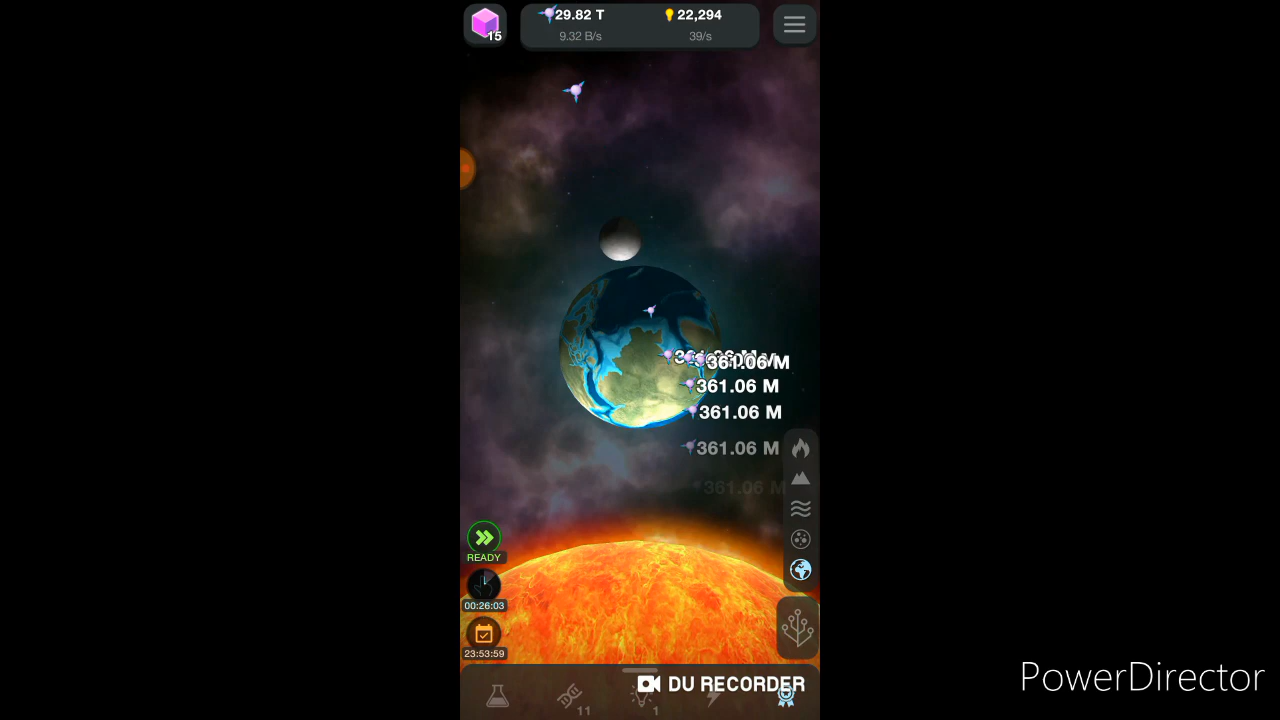 15
29.82 T
22,294
9.32 B/s
39/s
361.06 M
361.06 M
361.06 M
361.06 M
361.06 M
READY
00:26:03
23:53:59
DU RECORDER
11
1
PowerDirector